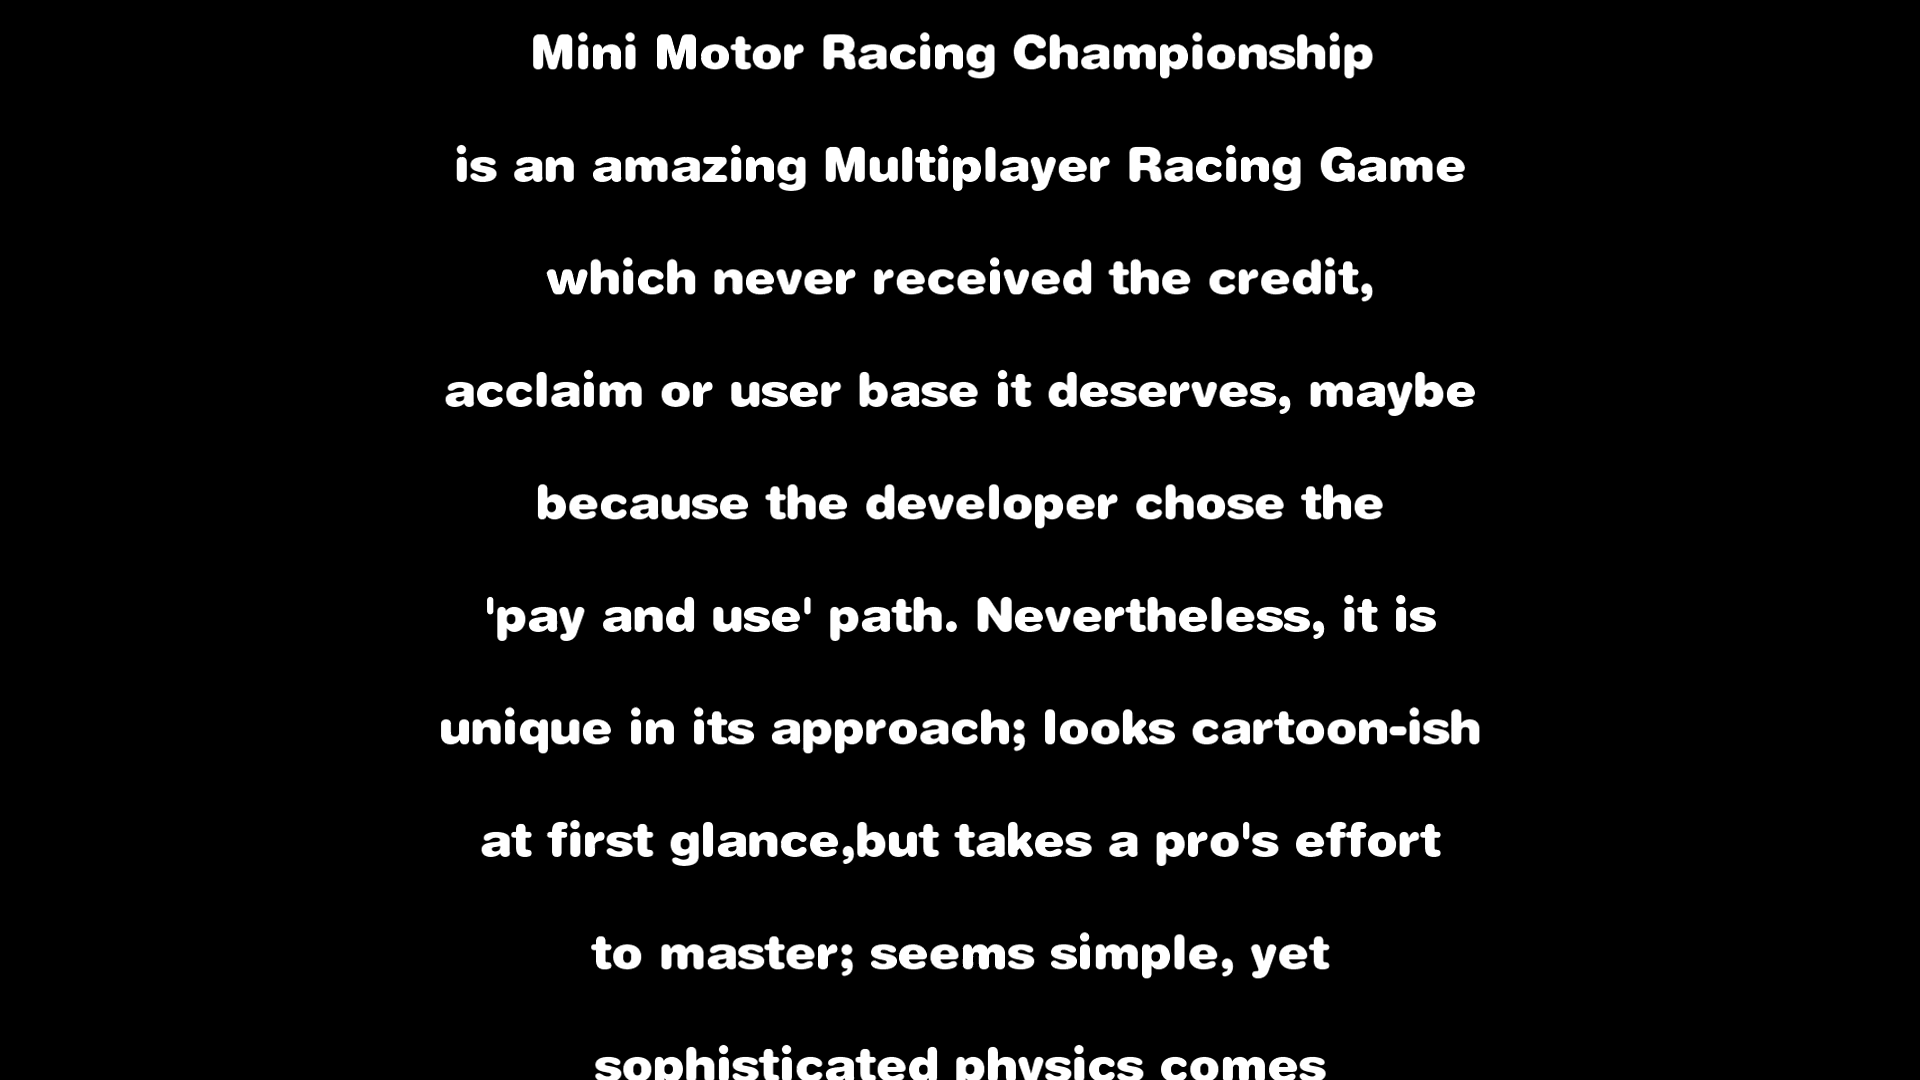 Mini Motor Racing Championship
is an amazing Multiplayer Racing Game
which never received the credit,
acclaim or user base it deserves, maybe
because the developer chose the
'pay and use' path. Nevertheless, it is
unique in its approach; looks cartoon-ish
at first glance,but takes a pro's effort
to master; seems simple, yet
sophisticated physics comes